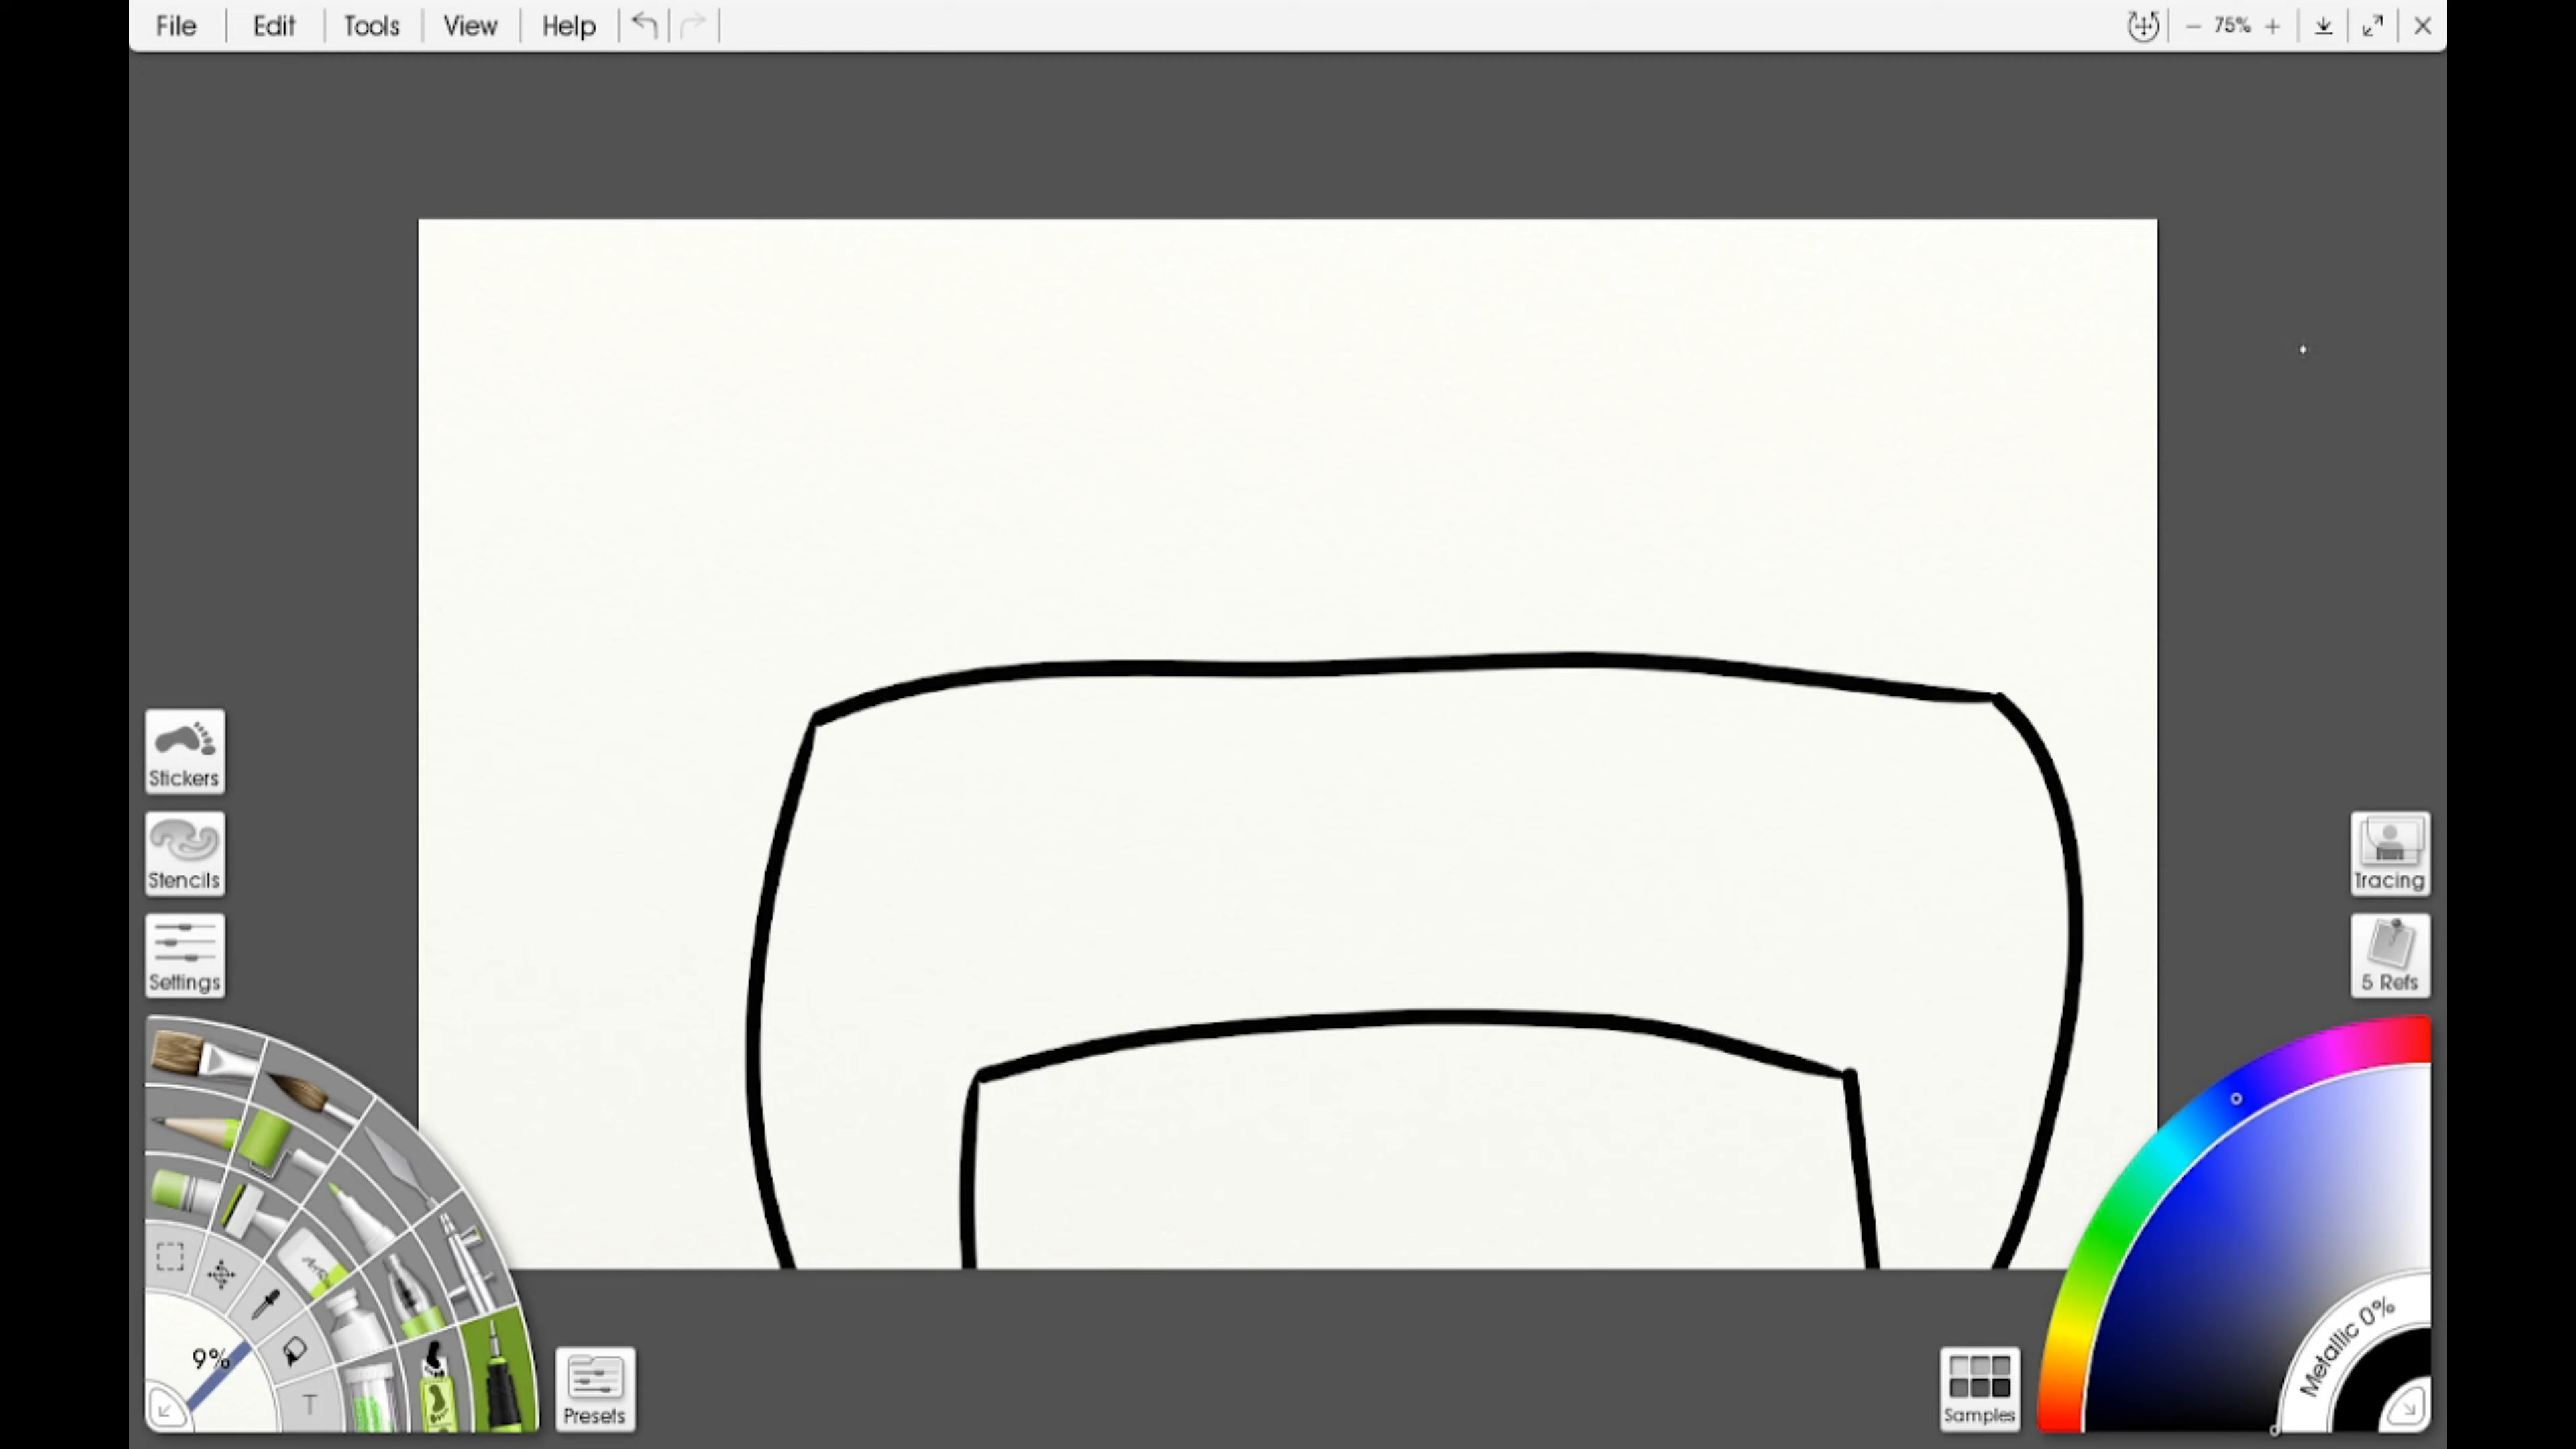 File Edit Tools View Help 75%
Stickers
Stencils
Settings
Tracing
5 Refs
9%
T
Presets
Samples
Metallic 0%